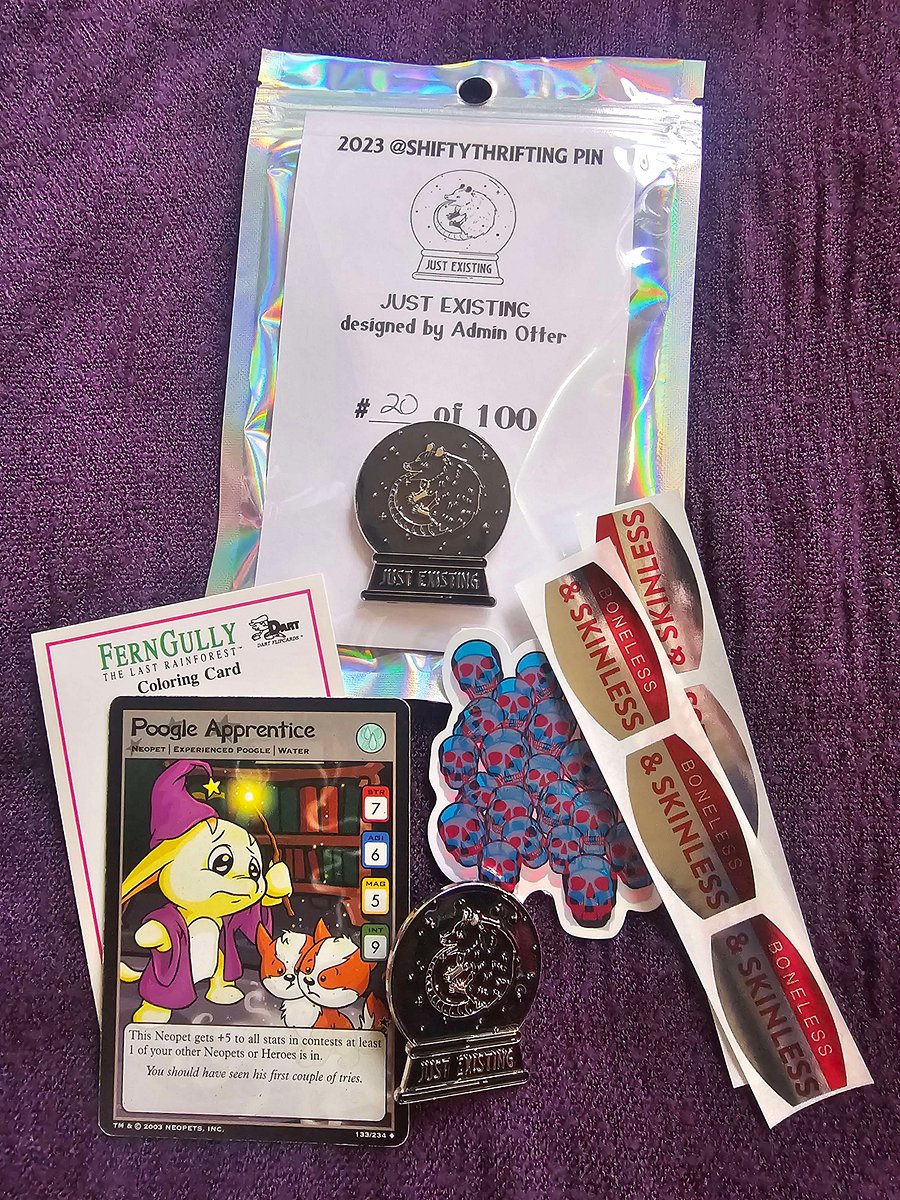 2023 @SHIFTYTHRIFTING PIN
JUST EXISTING
JUST EXISTING
designed by Admin Otter
# 20 of 100
JUST EXISTING
FERNGULLY
THE LAST RAINFOREST™
DART
DART FLIPCARDS™
Coloring Card
Poogle Apprentice
NEOPET | EXPERIENCED POOGLE | WATER
STR
7
AGI
6
MAG
5
INT
9
This Neopet gets +5 to all stats in contests at least
1 of your other Neopets or Heroes is in.
You should have seen his first couple of tries.
TM & © 2003 NEOPETS, INC.
133/234 ♦
JUST EXISTING
SKINLESS
&
BONELESS
& SKINLESS
BONELESS
& SKINLESS
BONELESS
& SKINLESS